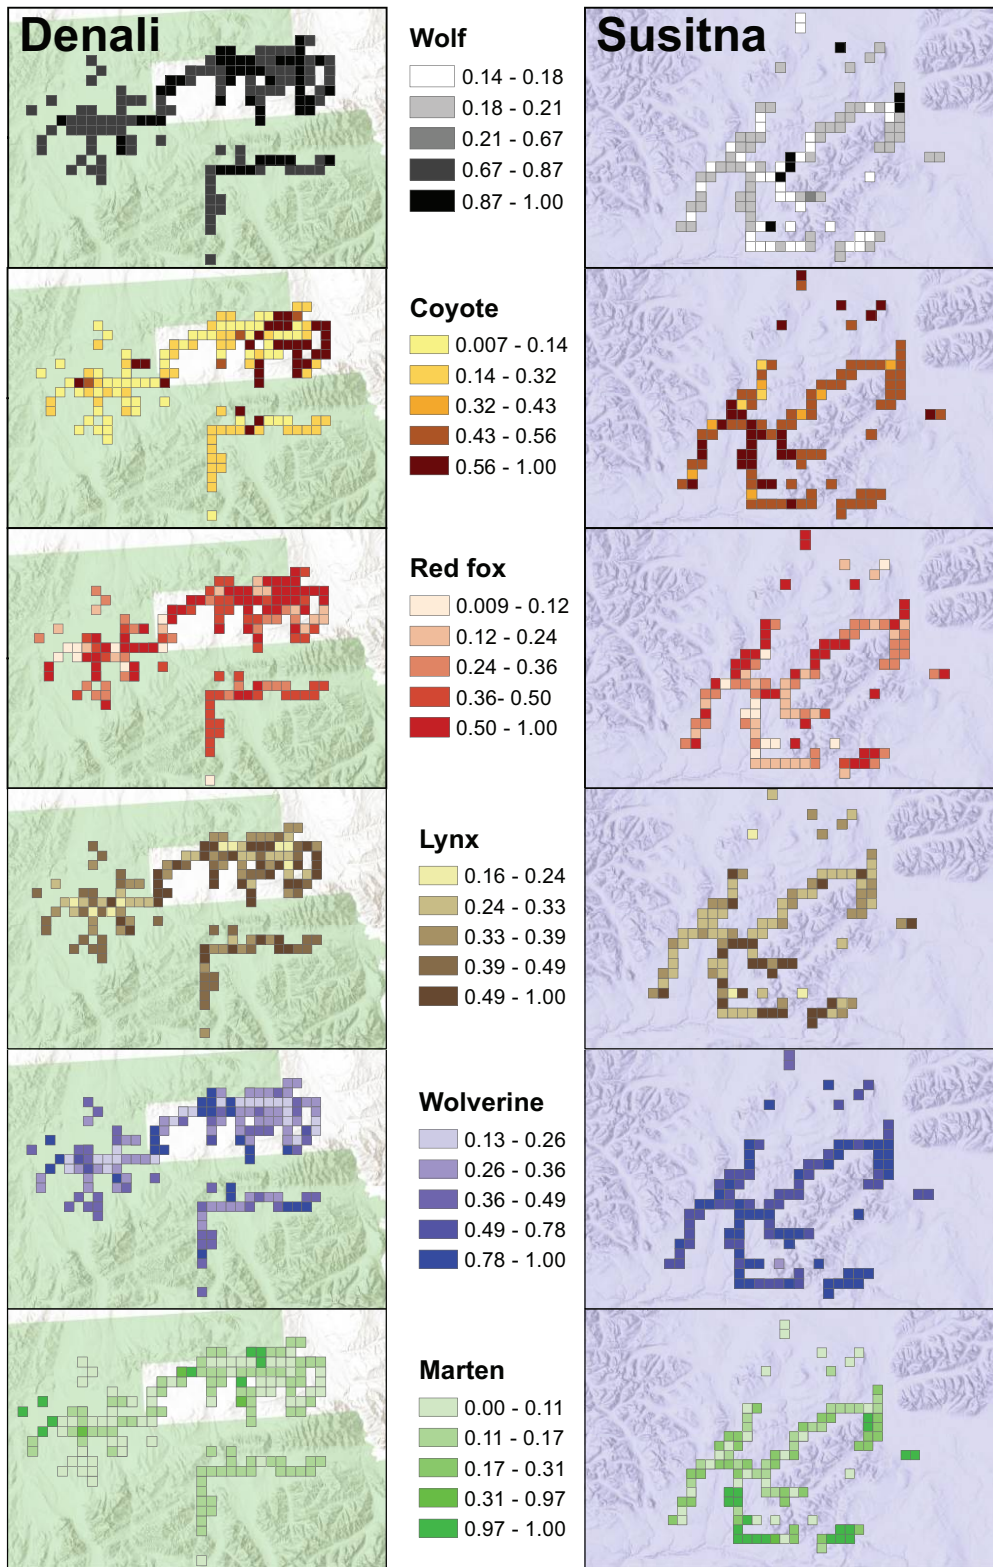 Denali
Wolf
0.14 - 0.18
0.18 - 0.21
0.21 - 0.67
0.67 - 0.87
0.87 - 1.00
Susitna
Coyote
0.007 - 0.14
0.14 - 0.32
0.32 - 0.43
0.43 - 0.56
0.56 - 1.00
Red fox
0.009 - 0.12
0.12 - 0.24
0.24 - 0.36
0.36- 0.50
0.50 - 1.00
Lynx
0.16 - 0.24
0.24 - 0.33
0.33 - 0.39
0.39 - 0.49
0.49 - 1.00
Wolverine
0.13 - 0.26
0.26 - 0.36
0.36 - 0.49
0.49 - 0.78
0.78 - 1.00
Marten
0.00 - 0.11
0.11 - 0.17
0.17 - 0.31
0.31 - 0.97
0.97 - 1.00